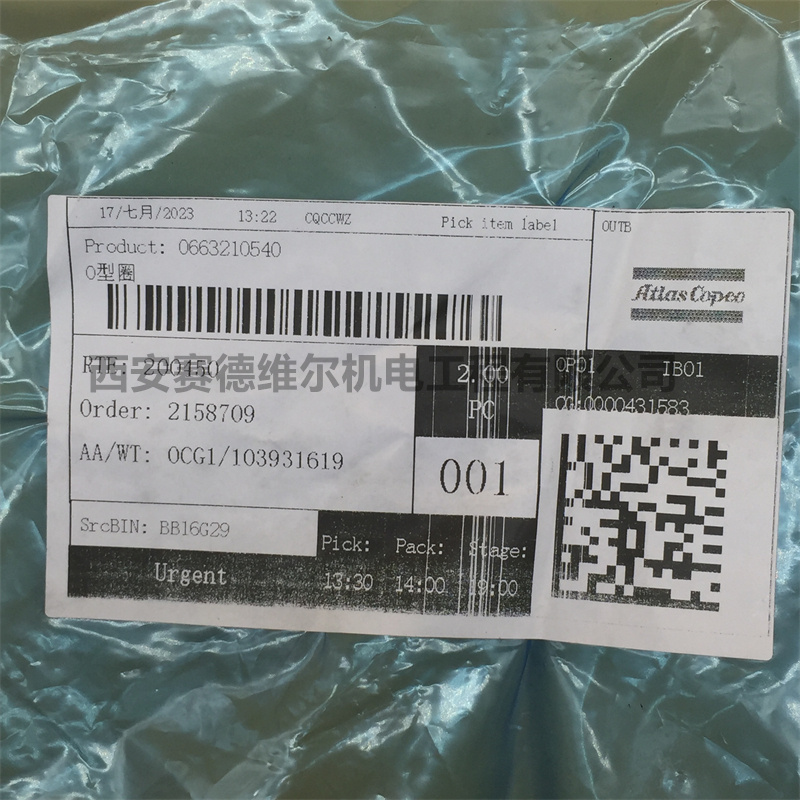 17/七月/2023 13:22 CQCCWZ Pick item label
OUTB
Product: 0663210540
O型圈
Atlas Copco
RTE: 200450
2.00
PC
OP01 IB01
CG:0000431583
西安赛德维尔机电工 有限公司
Order: 2158709
AA/WT: OCG1/103931619
001
SrcBIN: BB16G29
Pick: Pack: Stage:
13:30 14:00 19:00
Urgent